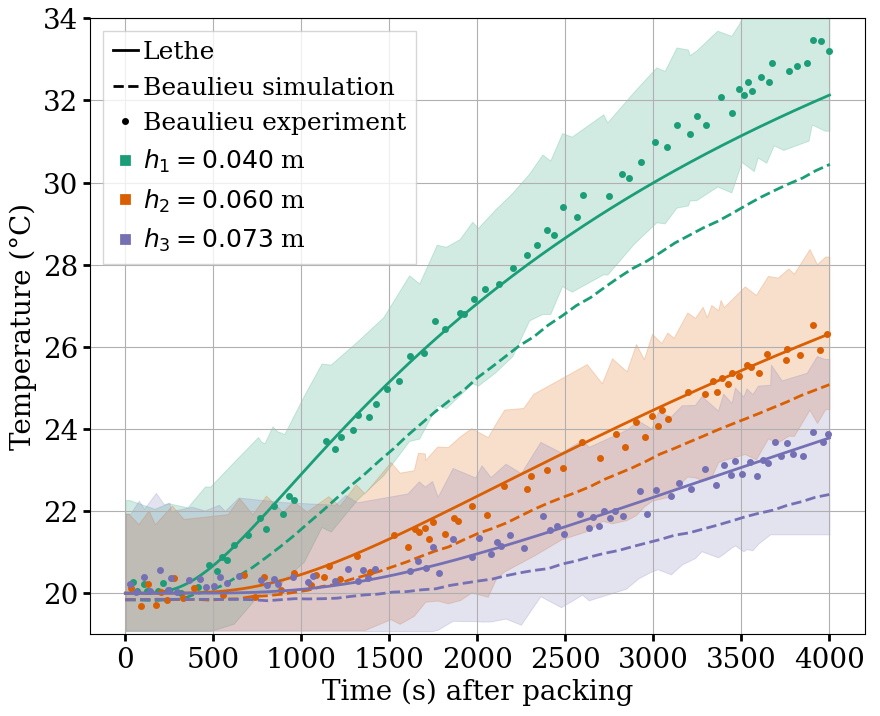 34
32
30
28
26
24
22
20
Temperature (°C)
Lethe
Beaulieu simulation
Beaulieu experiment
h₁ = 0.040 m
h₂ = 0.060 m
h₃ = 0.073 m
0 500 1000 1500 2000 2500 3000 3500 4000
Time (s) after packing